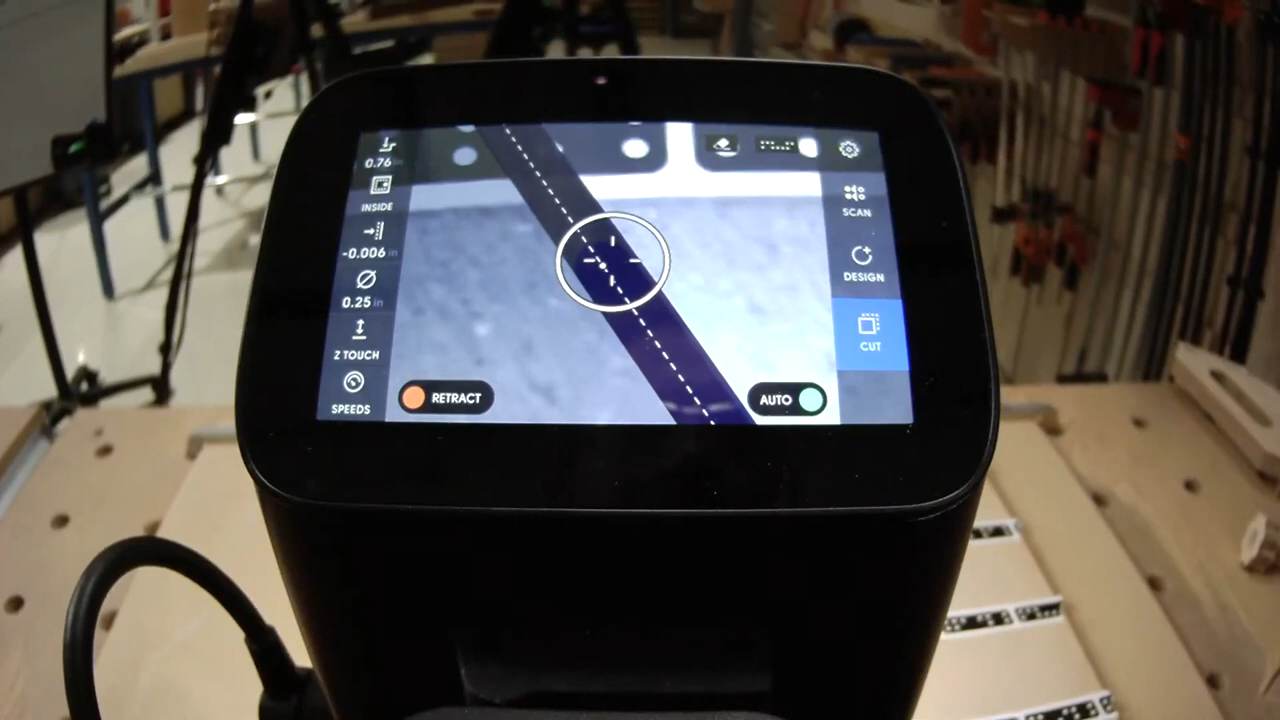 0.76 in
INSIDE
-0.006 in
0.25 in
Z TOUCH
SPEEDS
RETRACT
AUTO
SCAN
DESIGN
CUT